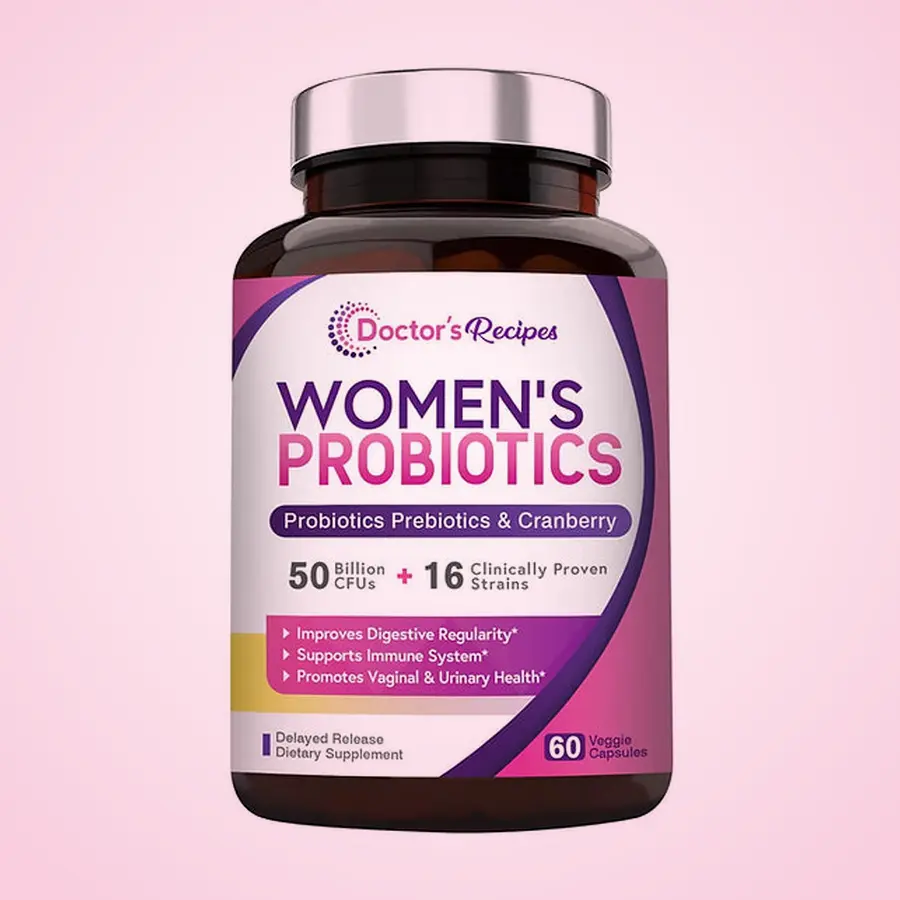 Doctor's Recipes
WOMEN'S
PROBIOTICS
Probiotics Prebiotics & Cranberry
50 Billion CFUs + 16 Clinically Proven Strains
Improves Digestive Regularity*
Supports Immune System*
Promotes Vaginal & Urinary Health*
Delayed Release
Dietary Supplement
60 Veggie Capsules